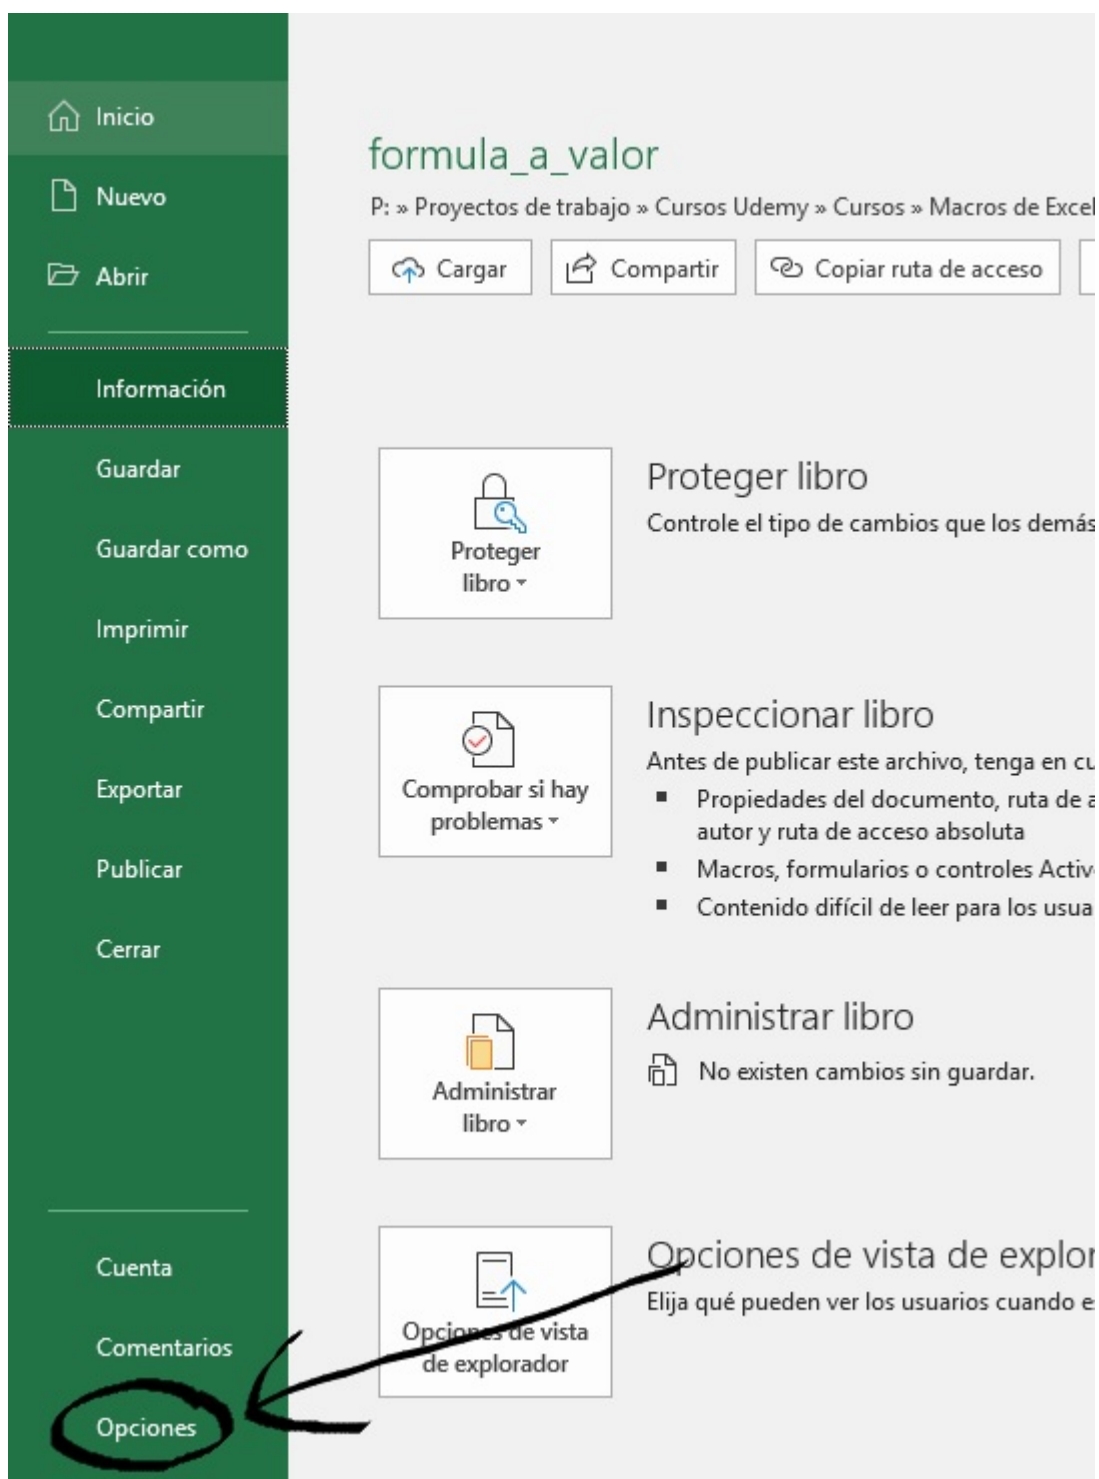 Inicio
Nuevo
Abrir
Información
Guardar
Guardar como
Imprimir
Compartir
Exportar
Publicar
Cerrar
Cuenta
Comentarios
Opciones
formula_a_valor
P: » Proyectos de trabajo » Cursos Udemy » Cursos » Macros de Excel
Cargar
Compartir
Copiar ruta de acceso
Proteger
libro
Proteger libro
Controle el tipo de cambios que los demás
Comprobar si hay
problemas
Inspeccionar libro
Antes de publicar este archivo, tenga en
Propiedades del documento, ruta de
autor y ruta de acceso absoluta
Macros, formularios o controles
Contenido difícil de leer para los
Administrar
libro
Administrar libro
No existen cambios sin guardar.
Opciones de vista
de explorador
Opciones de vista de
Elija qué pueden ver los usuarios cuando